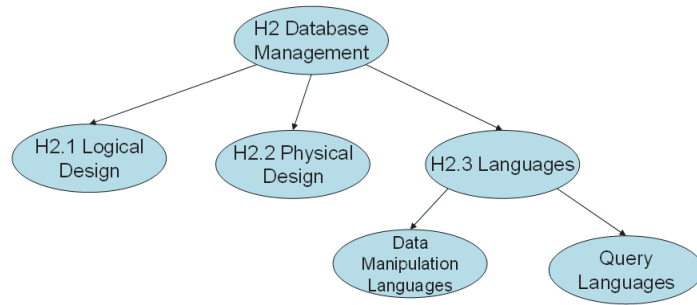 H2 Database
Management
H2.1 Logical
Design
H2.2 Physical
Design
H2.3 Languages
Data
Manipulation
Languages
Query
Languages